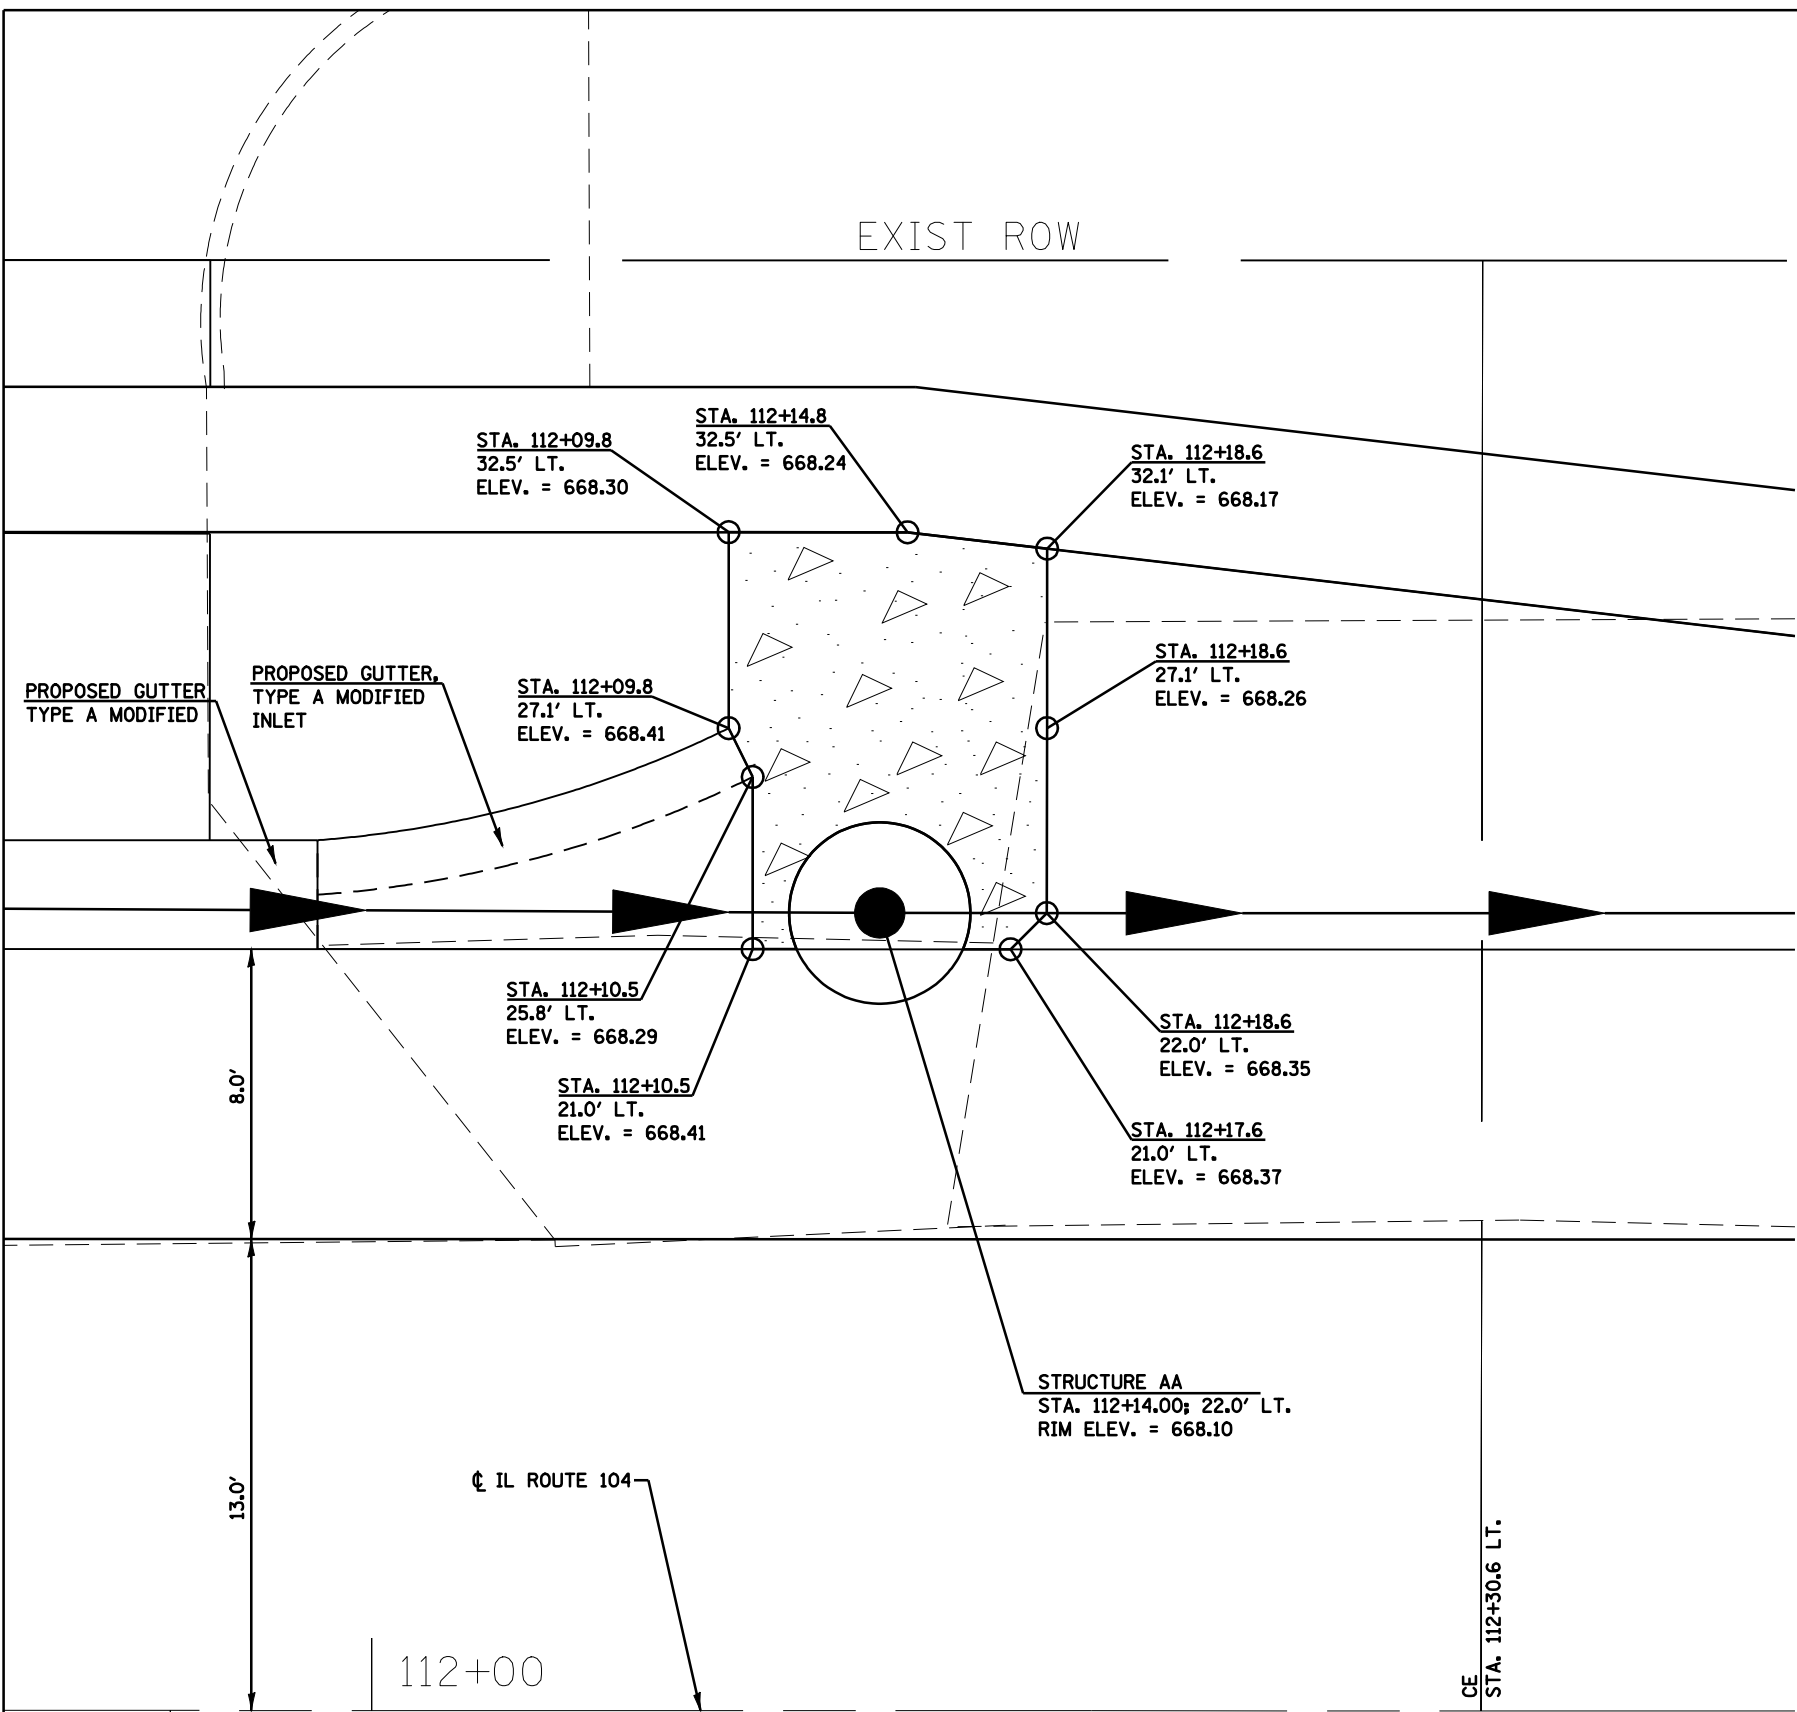 EXIST ROW
STA. 112+14.8
32.5' LT.
ELEV. = 668.24
STA. 112+09.8
32.5' LT.
ELEV. = 668.30
STA. 112+18.6
32.1' LT.
ELEV. = 668.17
STA. 112+18.6
27.1' LT.
ELEV. = 668.26
PROPOSED GUTTER
TYPE A MODIFIED
PROPOSED GUTTER,
TYPE A MODIFIED
INLET
STA. 112+09.8
27.1' LT.
ELEV. = 668.41
STA. 112+10.5
25.8' LT.
ELEV. = 668.29
STA. 112+18.6
22.0' LT.
ELEV. = 668.35
8.0'
STA. 112+10.5
21.0' LT.
ELEV. = 668.41
STA. 112+17.6
21.0' LT.
ELEV. = 668.37
STRUCTURE AA
STA. 112+14.00; 22.0' LT.
RIM ELEV. = 668.10
13.0'
℄ IL ROUTE 104
112+00
CE
STA. 112+30.6 LT.